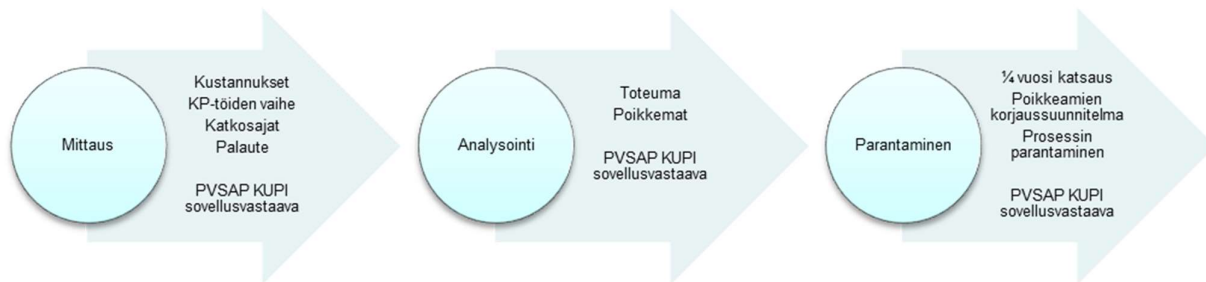 Mittaus
Kustannukset
KP-töiden vaihe
Katkosajat
Palaute
PVSAP KUPI
sovellusvastaava
Analysointi
Toteuma
Poikkemat
PVSAP KUPI
sovellusvastaava
Parantaminen
¼ vuosi katsaus
Poikkeamien
korjaussuunnitelma
Prosessin
parantaminen
PVSAP KUPI
sovellusvastaava